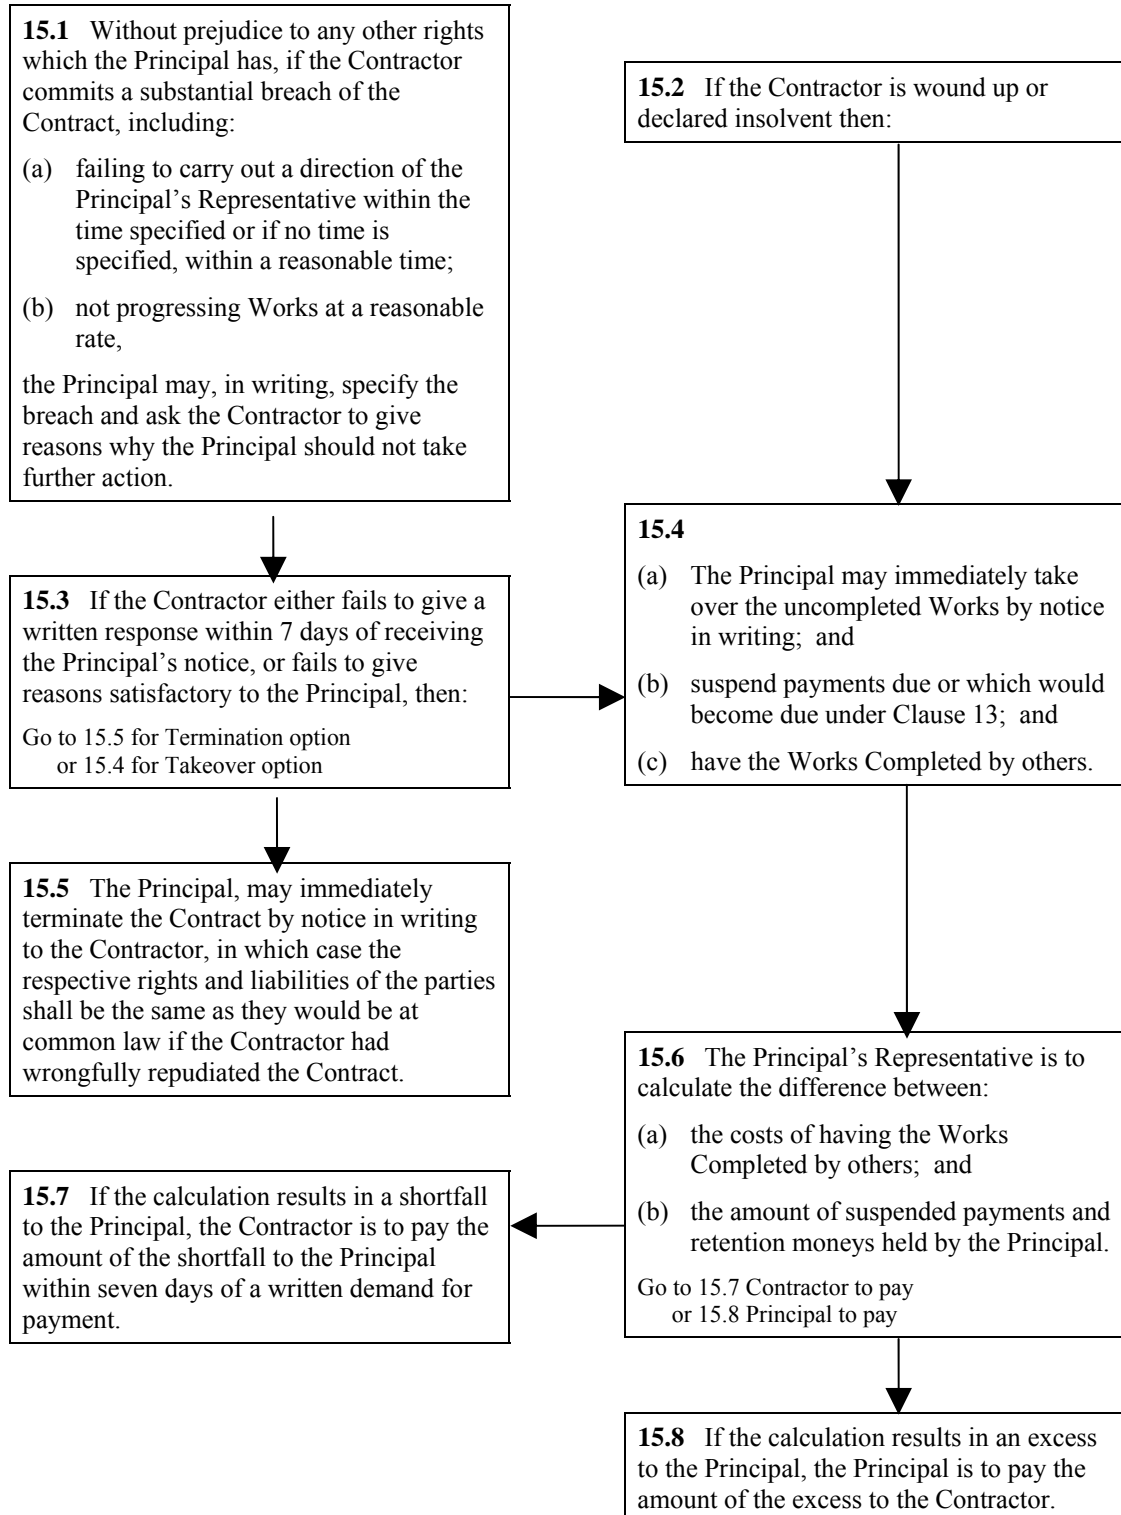 15.1 Without prejudice to any other rights
which the Principal has, if the Contractor
commits a substantial breach of the
Contract, including:
(a) failing to carry out a direction of the
Principal’s Representative within the
time specified or if no time is
specified, within a reasonable time;
(b) not progressing Works at a reasonable
rate,
the Principal may, in writing, specify the
breach and ask the Contractor to give
reasons why the Principal should not take
further action.
15.2 If the Contractor is wound up or
declared insolvent then:
15.3 If the Contractor either fails to give a
written response within 7 days of receiving
the Principal’s notice, or fails to give
reasons satisfactory to the Principal, then:
Go to 15.5 for Termination option
or 15.4 for Takeover option
15.4
(a) The Principal may immediately take
over the uncompleted Works by notice
in writing; and
(b) suspend payments due or which would
become due under Clause 13; and
(c) have the Works Completed by others.
15.5 The Principal, may immediately
terminate the Contract by notice in writing
to the Contractor, in which case the
respective rights and liabilities of the parties
shall be the same as they would be at
common law if the Contractor had
wrongfully repudiated the Contract.
15.6 The Principal’s Representative is to
calculate the difference between:
(a) the costs of having the Works
Completed by others; and
(b) the amount of suspended payments and
retention moneys held by the Principal.
Go to 15.7 Contractor to pay
or 15.8 Principal to pay
15.7 If the calculation results in a shortfall
to the Principal, the Contractor is to pay the
amount of the shortfall to the Principal
within seven days of a written demand for
payment.
15.8 If the calculation results in an excess
to the Principal, the Principal is to pay the
amount of the excess to the Contractor.